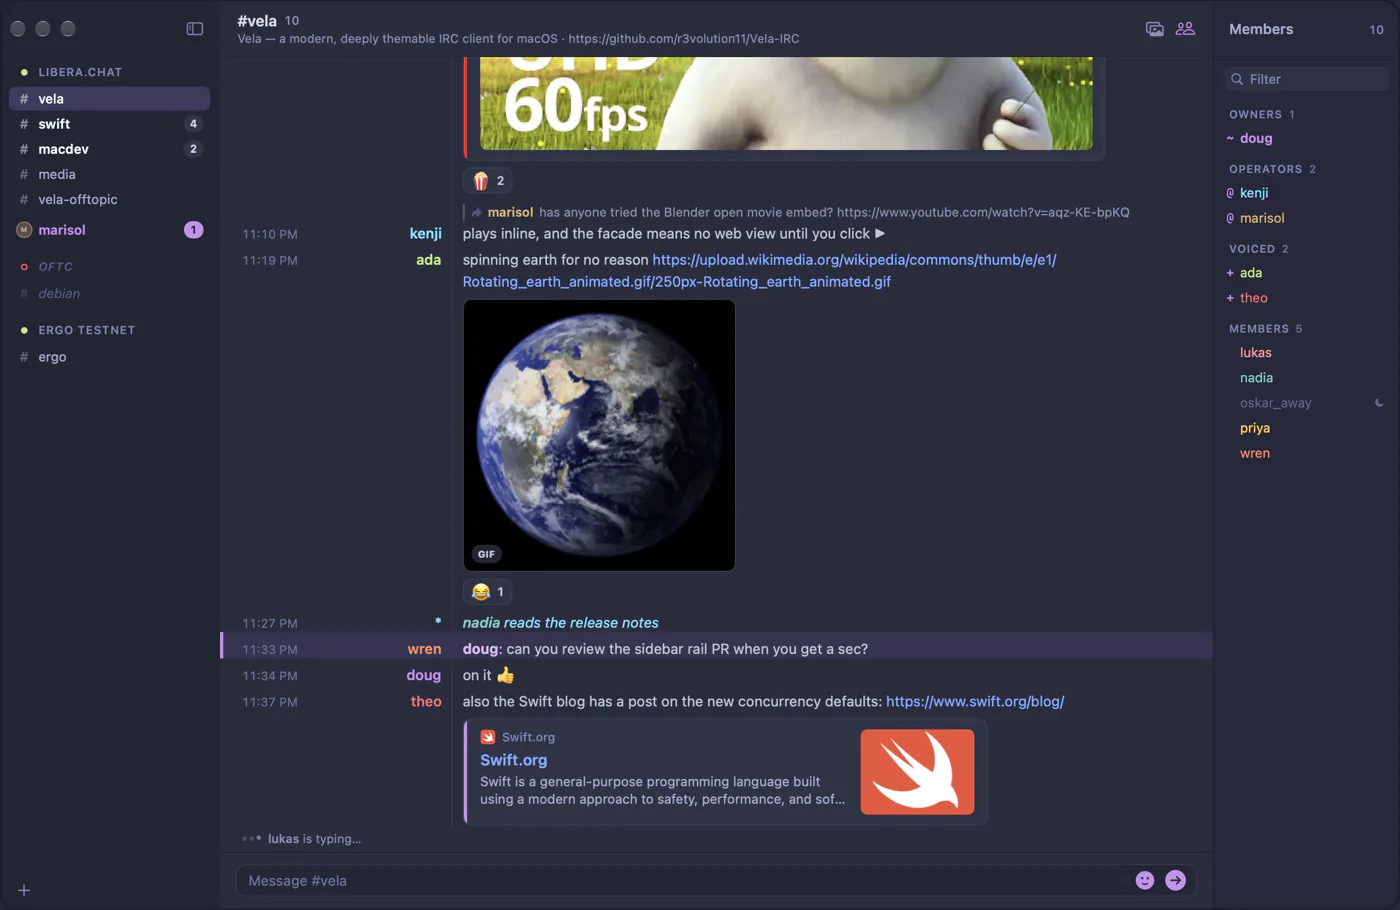 LIBERA.CHAT
# vela
# swift 4
# macdev 2
# media
# vela-offtopic
M marisol 1
OFTC
# debian
ERGO TESTNET
# ergo
#vela 10
Vela — a modern, deeply themable IRC client for macOS · https://github.com/r3volution11/Vela-IRC
60fps
🍿 2
marisol has anyone tried the Blender open movie embed? https://www.youtube.com/watch?v=aqz-KE-bpKQ
11:10 PM kenji plays inline, and the facade means no web view until you click ▶
11:19 PM ada spinning earth for no reason https://upload.wikimedia.org/wikipedia/commons/thumb/e/e1/
Rotating_earth_animated.gif/250px-Rotating_earth_animated.gif
GIF
😂 1
11:27 PM * nadia reads the release notes
11:33 PM wren doug: can you review the sidebar rail PR when you get a sec?
11:34 PM doug on it 👍
11:37 PM theo also the Swift blog has a post on the new concurrency defaults: https://www.swift.org/blog/
Swift.org
Swift.org
Swift is a general-purpose programming language built
using a modern approach to safety, performance, and sof...
lukas is typing...
Message #vela
Members 10
Filter
OWNERS 1
~ doug
OPERATORS 2
@ kenji
@ marisol
VOICED 2
+ ada
+ theo
MEMBERS 5
lukas
nadia
oskar_away
priya
wren